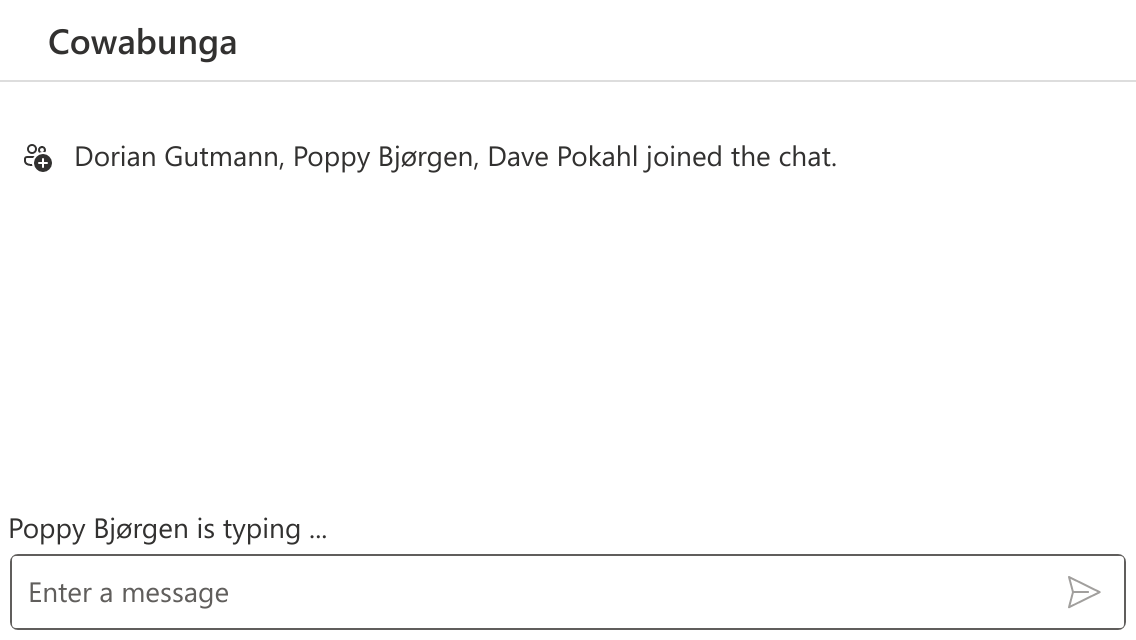 Cowabunga
Dorian Gutmann, Poppy Bjørgen, Dave Pokahl joined the chat.
Poppy Bjørgen is typing ...
Enter a message